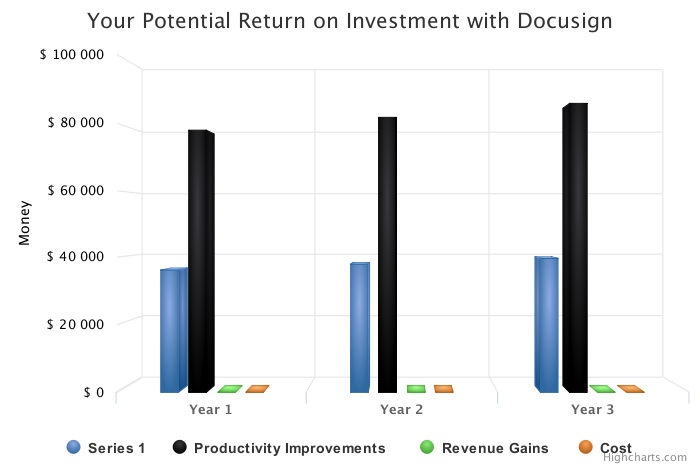 Your Potential Return on Investment with Docusign
$ 100 000
$ 80 000
$ 60 000
$ 40 000
$ 20 000
$ 0
Money
Year 1
Year 2
Year 3
Series 1
Productivity Improvements
Revenue Gains
Cost
Highcharts.com